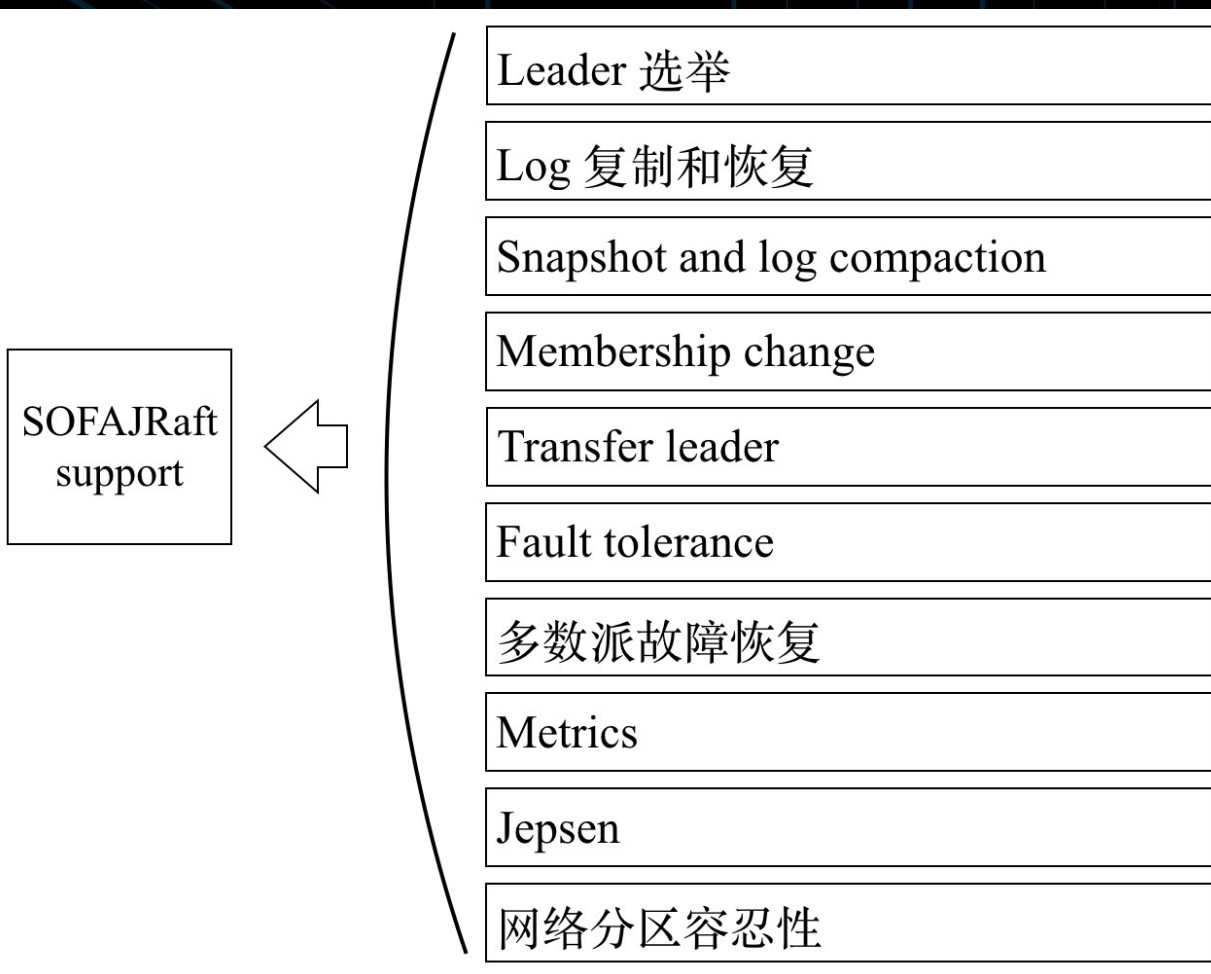 SOFAJRaft
support
Leader 选举
Log 复制和恢复
Snapshot and log compaction
Membership change
Transfer leader
Fault tolerance
多数派故障恢复
Metrics
Jepsen
网络分区容忍性